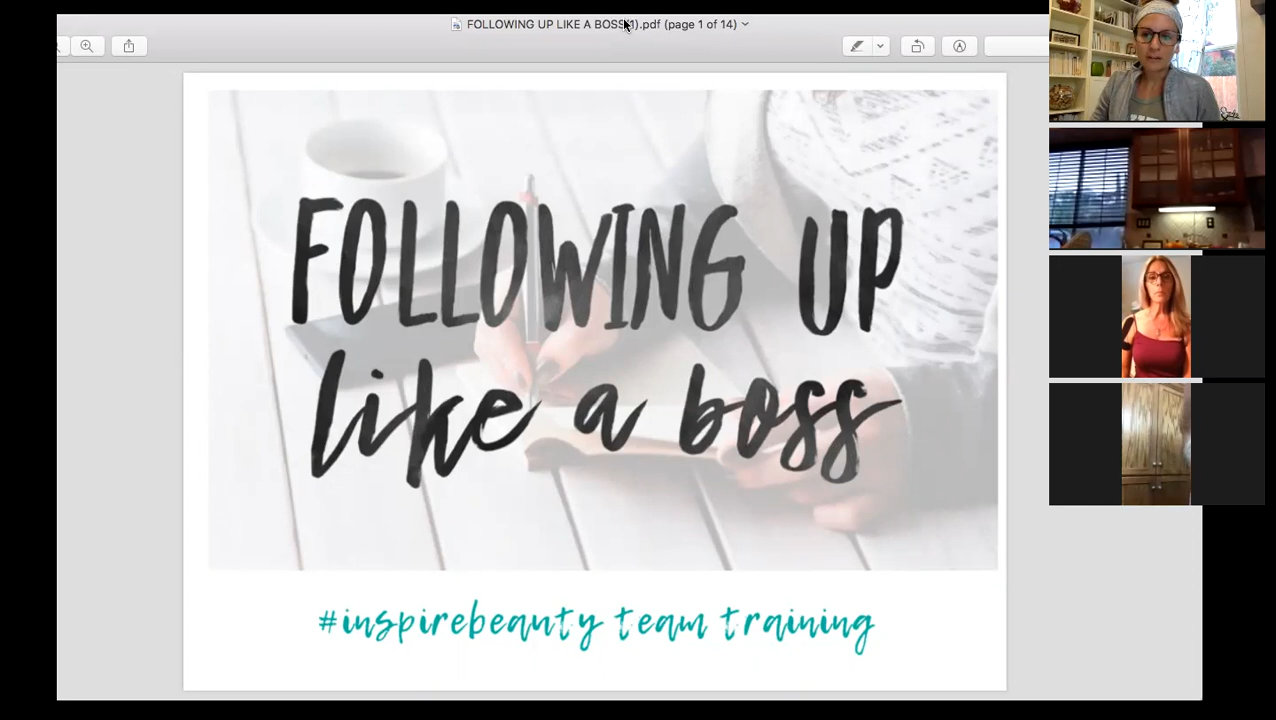 FOLLOWING UP LIKE A BOSS 1).pdf (page 1 of 14)
FOLLOWING UP
like a boss
#inspirebeauty team training